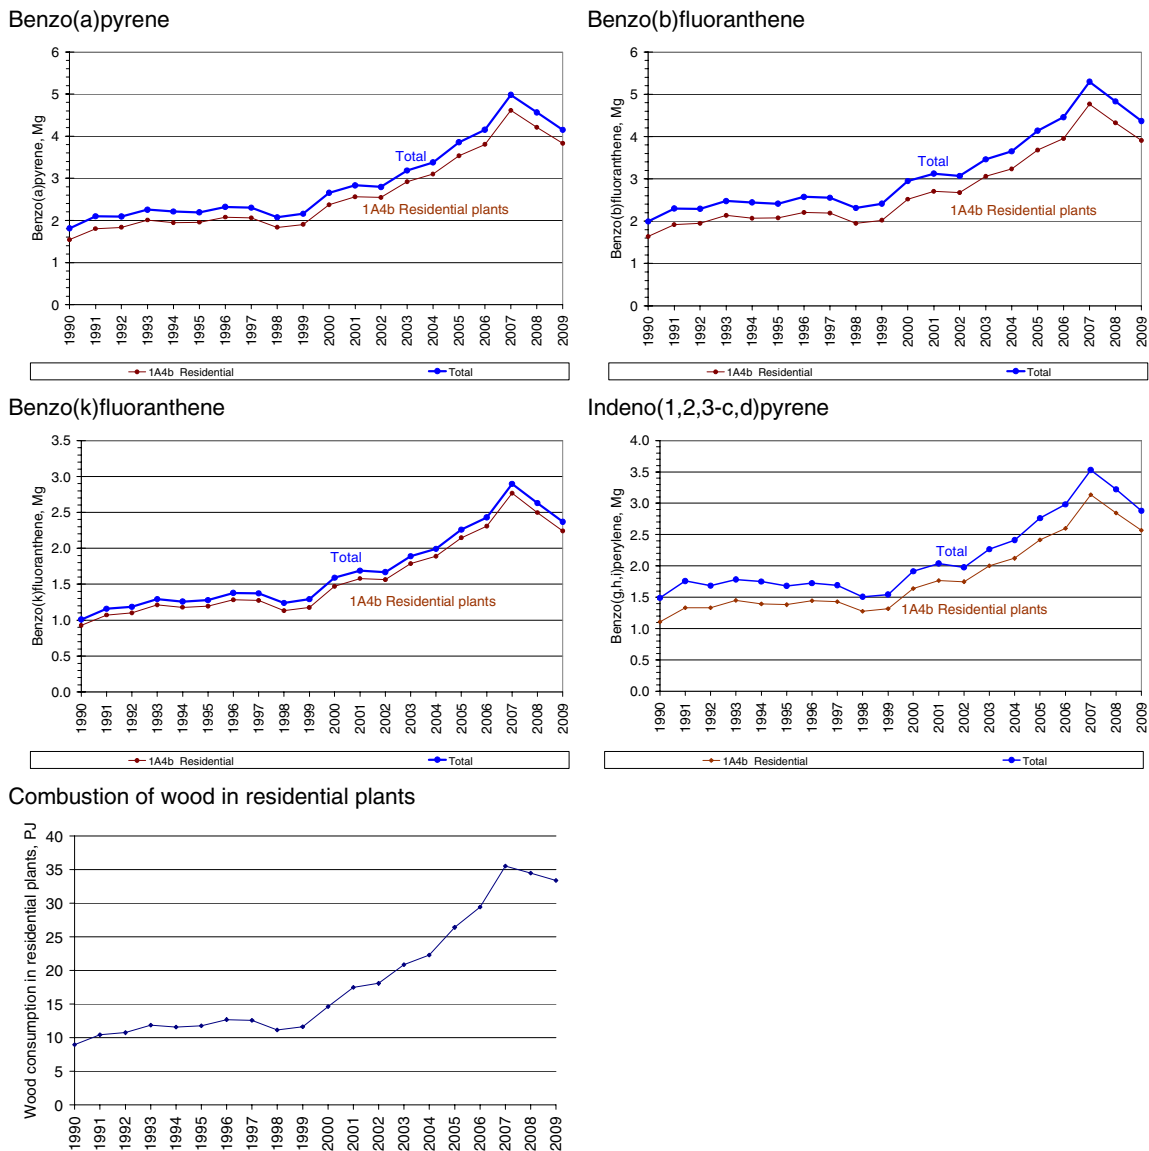 Benzo(a)pyrene
Benzo(a)pyrene, Mg
6
5
4
3
2
1
0
Total
1A4b Residential plants
1990 1991 1992 1993 1994 1995 1996 1997 1998 1999 2000 2001 2002 2003 2004 2005 2006 2007 2008 2009
1A4b Residential Total
Benzo(b)fluoranthene
Benzo(b)fluoranthene, Mg
6
5
4
3
2
1
0
Total
1A4b Residential plants
1990 1991 1992 1993 1994 1995 1996 1997 1998 1999 2000 2001 2002 2003 2004 2005 2006 2007 2008 2009
1A4b Residential Total
Benzo(k)fluoranthene
Benzo(k)fluoranthene, Mg
3.5
3.0
2.5
2.0
1.5
1.0
0.5
0.0
Total
1A4b Residential plants
1990 1991 1992 1993 1994 1995 1996 1997 1998 1999 2000 2001 2002 2003 2004 2005 2006 2007 2008 2009
1A4b Residential Total
Indeno(1,2,3-c,d)pyrene
Benzo(g,h,i)perylene, Mg
4.0
3.5
3.0
2.5
2.0
1.5
1.0
0.5
0.0
Total
1A4b Residential plants
1990 1991 1992 1993 1994 1995 1996 1997 1998 1999 2000 2001 2002 2003 2004 2005 2006 2007 2008 2009
1A4b Residential Total
Combustion of wood in residential plants
Wood consumption in residential plants, PJ
40
35
30
25
20
15
10
5
0
1990 1991 1992 1993 1994 1995 1996 1997 1998 1999 2000 2001 2002 2003 2004 2005 2006 2007 2008 2009